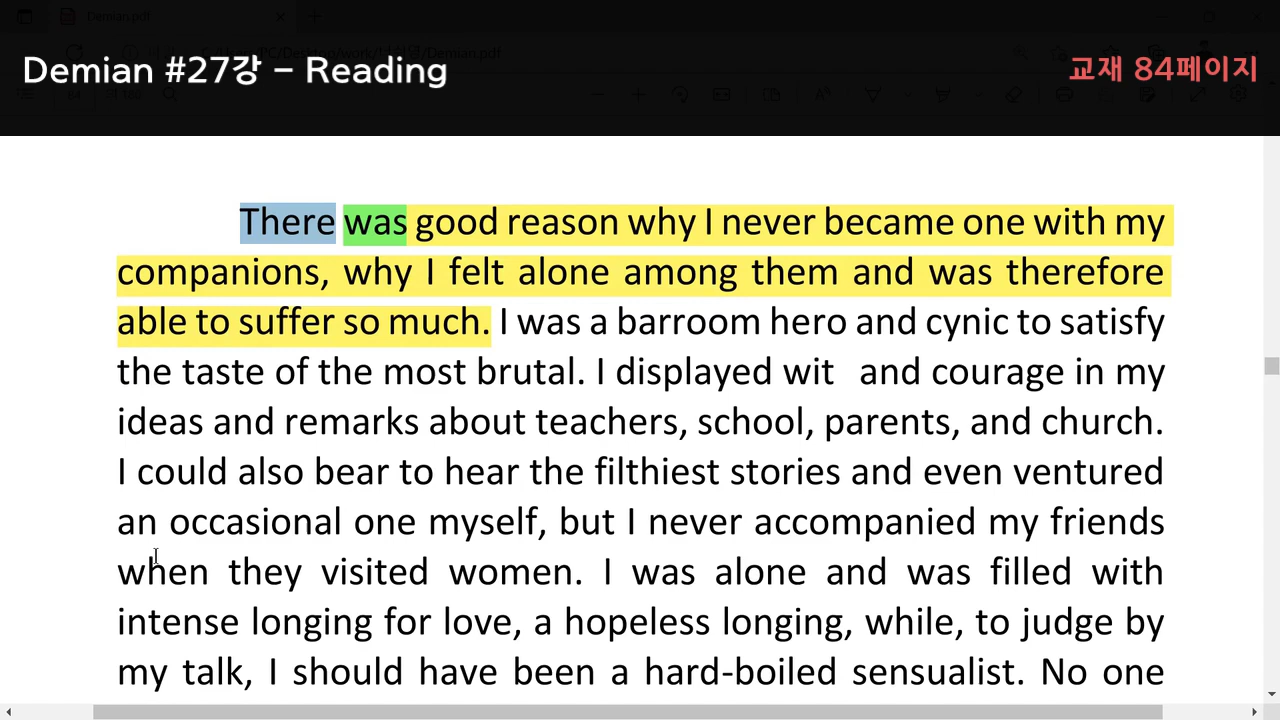 Demian.pdf
Demian #27강 – Reading
교재 84페이지
There was good reason why I never became one with my
companions, why I felt alone among them and was therefore
able to suffer so much. I was a barroom hero and cynic to satisfy
the taste of the most brutal. I displayed wit and courage in my
ideas and remarks about teachers, school, parents, and church.
I could also bear to hear the filthiest stories and even ventured
an occasional one myself, but I never accompanied my friends
when they visited women. I was alone and was filled with
intense longing for love, a hopeless longing, while, to judge by
my talk, I should have been a hard-boiled sensualist. No one